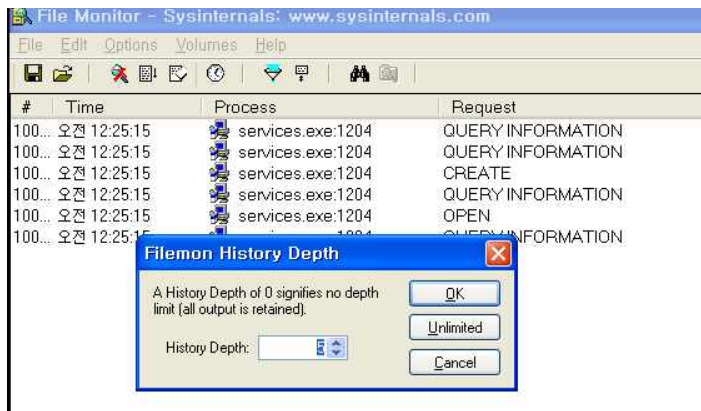 File Monitor - Sysinternals: www.sysinternals.com
File Edit Options Volumes Help
# Time Process Request
100... 오전 12:25:15 services.exe:1204 QUERY INFORMATION
100... 오전 12:25:15 services.exe:1204 QUERY INFORMATION
100... 오전 12:25:15 services.exe:1204 CREATE
100... 오전 12:25:15 services.exe:1204 QUERY INFORMATION
100... 오전 12:25:15 services.exe:1204 OPEN
100... 오전 12:25:15 QUERY INFORMATION
Filemon History Depth
A History Depth of 0 signifies no depth
limit (all output is retained).
History Depth:
OK
Unlimited
Cancel